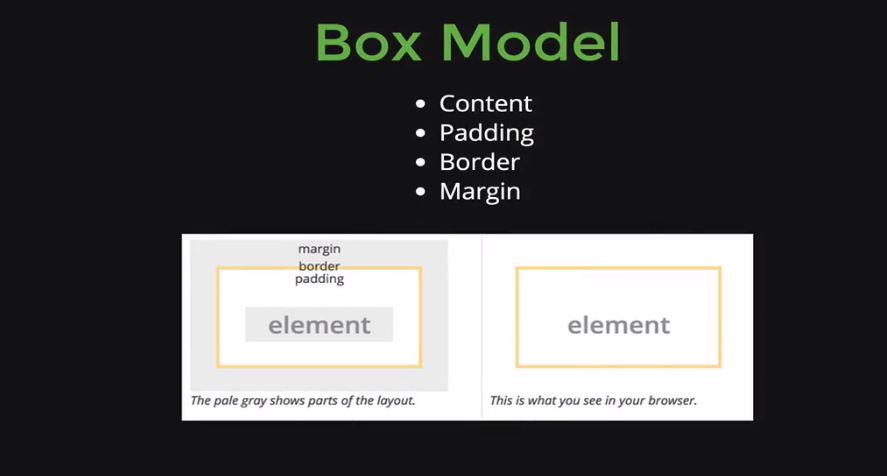 Box Model
• Content
• Padding
• Border
• Margin
margin
border
padding
element
The pale gray shows parts of the layout.
element
This is what you see in your browser.